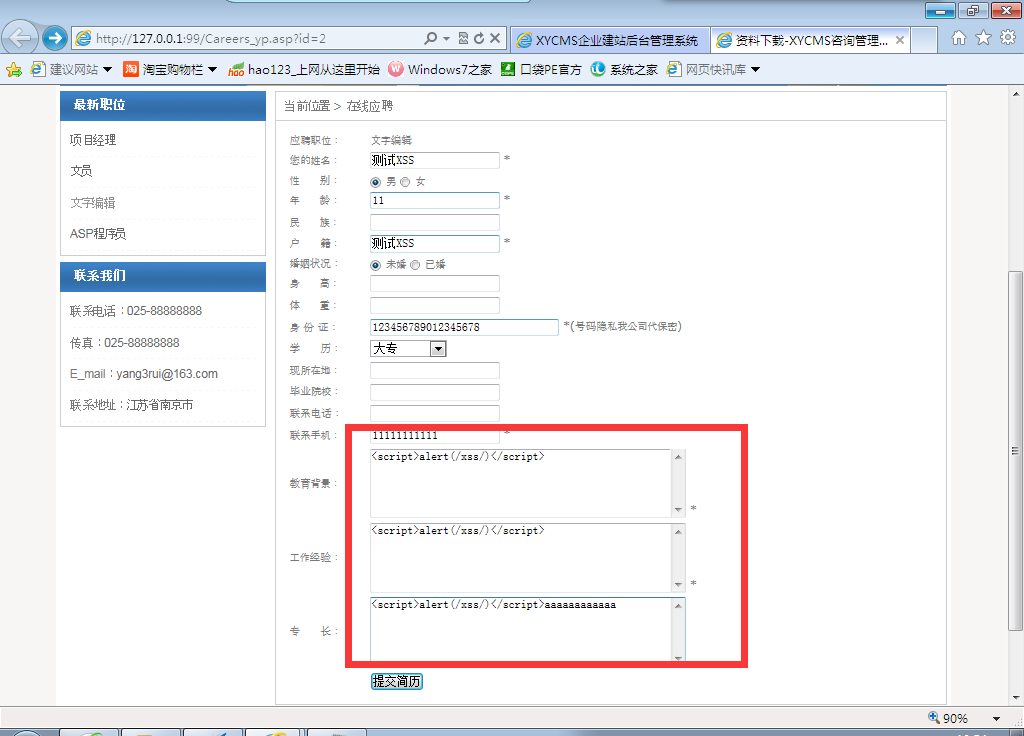 http://127.0.0.1:99/Careers_yp.asp?id=2
XYCMS企业建站后台管理系统
资料下载-XYCMS咨询管理...
建议网站
淘宝购物栏
hao123_上网从这里开始
Windows7之家
口袋PE官方
系统之家
网页快讯库
最新职位
项目经理
文员
文字编辑
ASP程序员
联系我们
联系电话：025-88888888
传真：025-88888888
E_mail：yang3rui@163.com
联系地址：江苏省南京市
当前位置 > 在线应聘
应聘职位： 文字编辑
您的姓名： 测试XSS *
性 别： 男 女
年 龄： 11 *
民 族：
户 籍： 测试XSS *
婚姻状况： 未婚 已婚
身 高：
体 重：
身 份 证： 123456789012345678 *(号码隐私我公司代保密)
学 历： 大专
现所在地：
毕业院校：
联系电话：
联系手机： 11111111111 *
教育背景： <script>alert(/xss/)</script> *
工作经验： <script>alert(/xss/)</script> *
专 长： <script>alert(/xss/)</script>aaaaaaaaaaaa
提交简历
90%